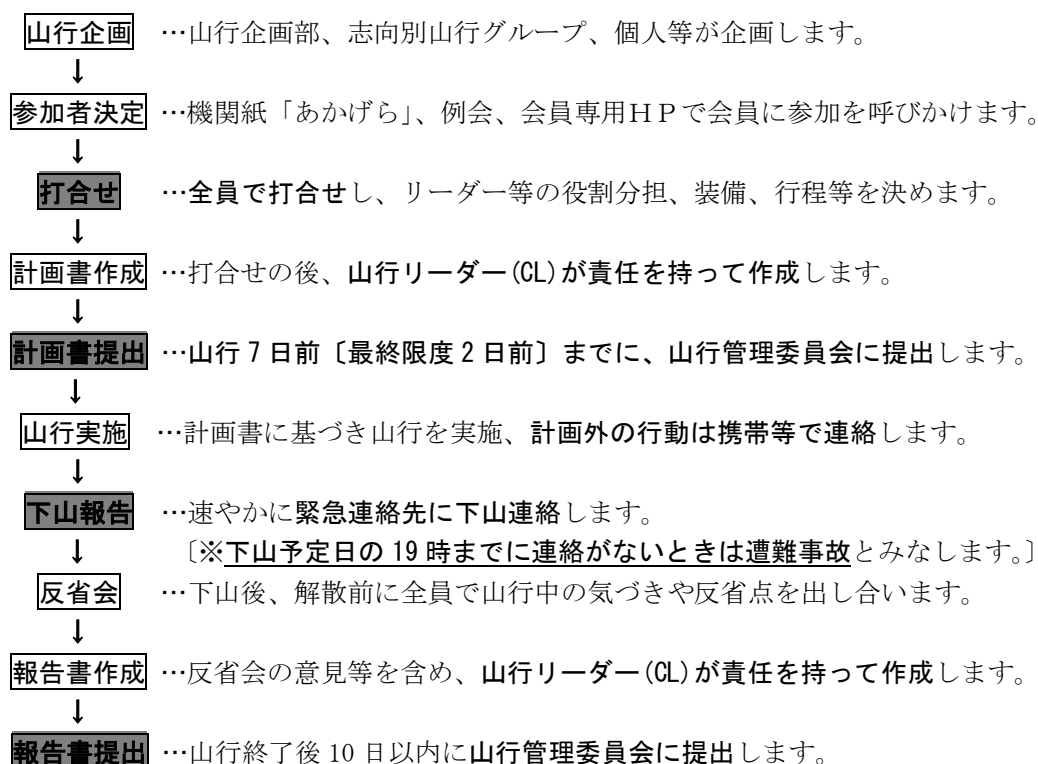 山行企画 …山行企画部、志向別山行グループ、個人等が企画します。
↓
参加者決定 …機関紙「あかげら」、例会、会員専用ＨＰで会員に参加を呼びかけます。
↓
打合せ …全員で打合せし、リーダー等の役割分担、装備、行程等を決めます。
↓
計画書作成 …打合せの後、山行リーダー(CL)が責任を持って作成します。
↓
計画書提出 …山行7日前〔最終限度2日前〕までに、山行管理委員会に提出します。
↓
山行実施 …計画書に基づき山行を実施、計画外の行動は携帯等で連絡します。
↓
下山報告 …速やかに緊急連絡先に下山連絡します。
↓ 〔※下山予定日の19時までに連絡がないときは遭難事故とみなします。〕
反省会 …下山後、解散前に全員で山行中の気づきや反省点を出し合います。
↓
報告書作成 …反省会の意見等を含め、山行リーダー(CL)が責任を持って作成します。
↓
報告書提出 …山行終了後10日以内に山行管理委員会に提出します。